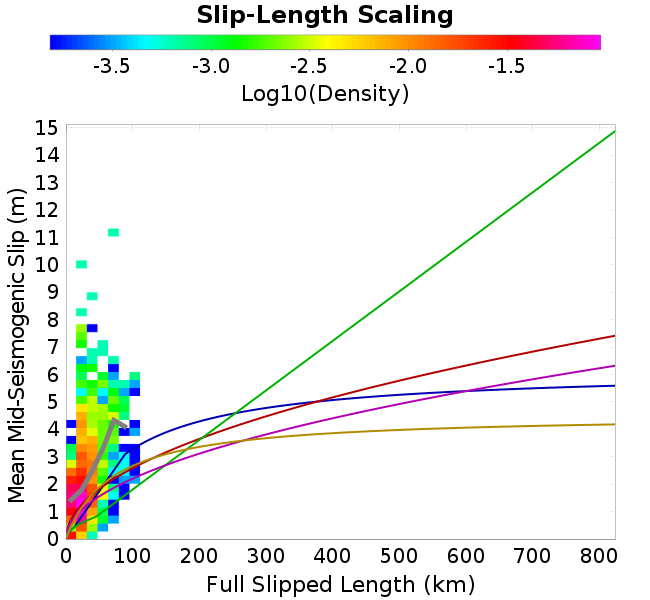 Slip-Length Scaling
-3.5 -3.0 -2.5 -2.0 -1.5
Log10(Density)
Mean Mid-Seismogenic Slip (m)
15
14
13
12
11
10
9
8
7
6
5
4
3
2
1
0
0 100 200 300 400 500 600 700 800
Full Slipped Length (km)